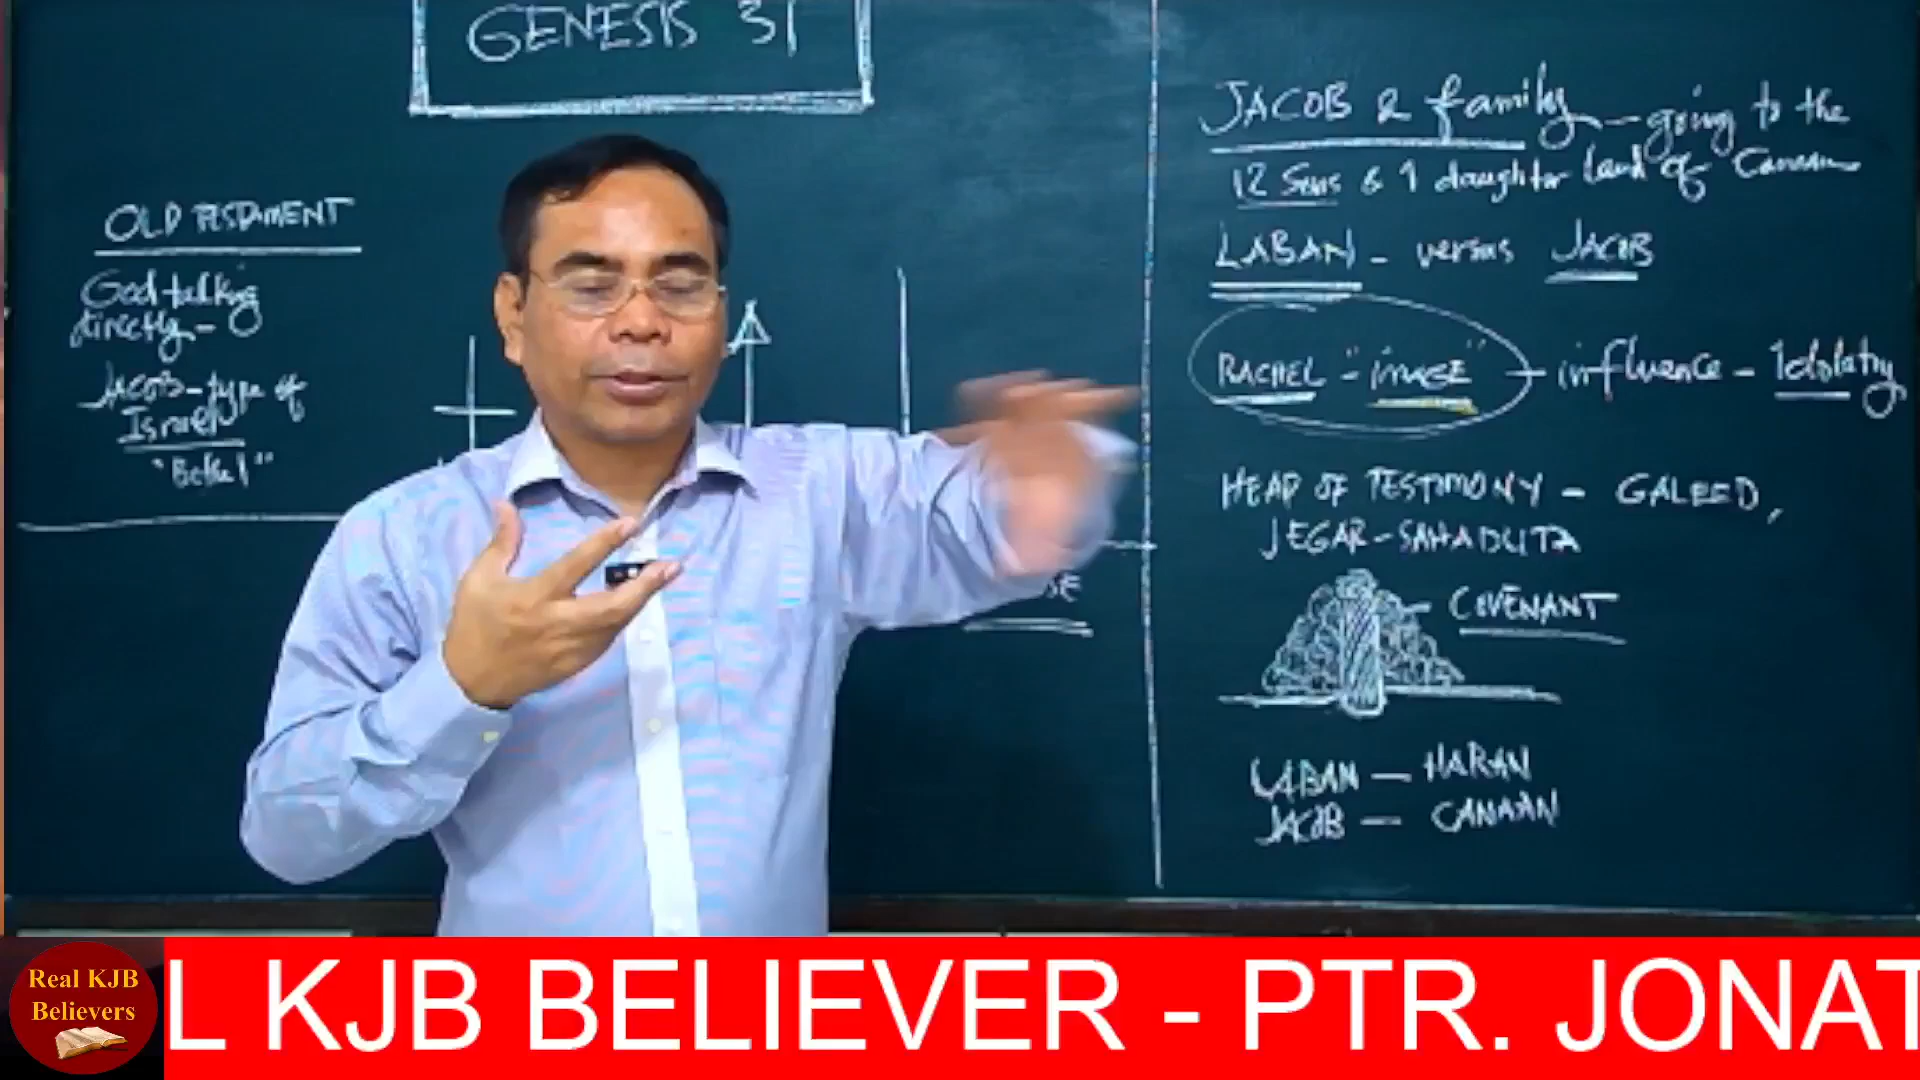 GENESIS 31
OLD TESTAMENT
God talking
directly -
Jacob - type of
Israel
"Bethel"
JACOB & family - going to the
12 Sons & 1 daughter land of Canaan
LABAN - versus JACOB
RACHEL - "image" - influence - Idolatry
HEAP OF TESTIMONY - GALEED,
JEGAR-SAHADUTA
COVENANT
LABAN - HARAN
JACOB - CANAAN
Real KJB
Believers
L KJB BELIEVER - PTR. JONAT